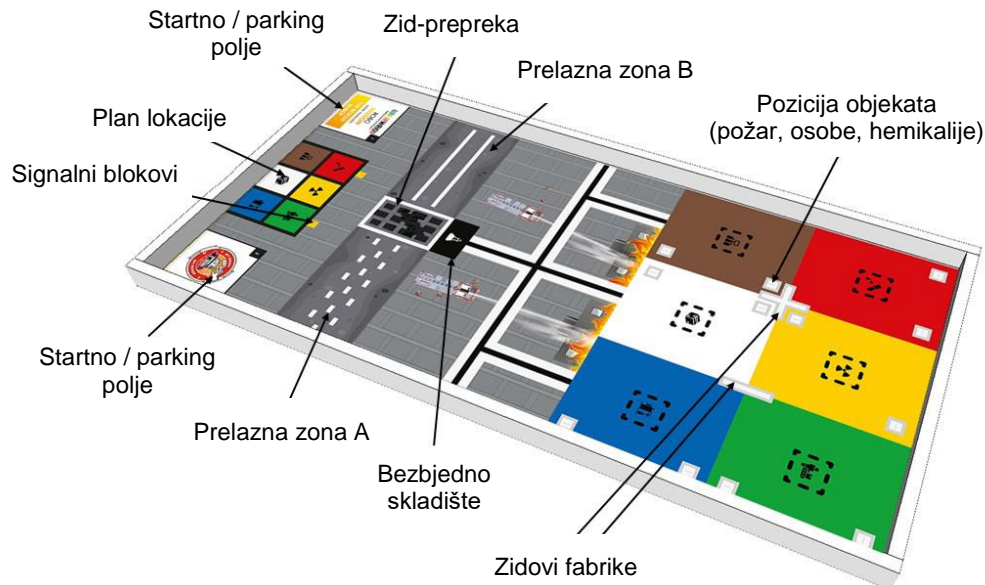 Startno / parking
polje
Zid-prepreka
Prelazna zona B
Pozicija objekata
(požar, osobe, hemikalije)
Plan lokacije
Signalni blokovi
Startno / parking
polje
Prelazna zona A
Bezbjedno
skladište
Zidovi fabrike